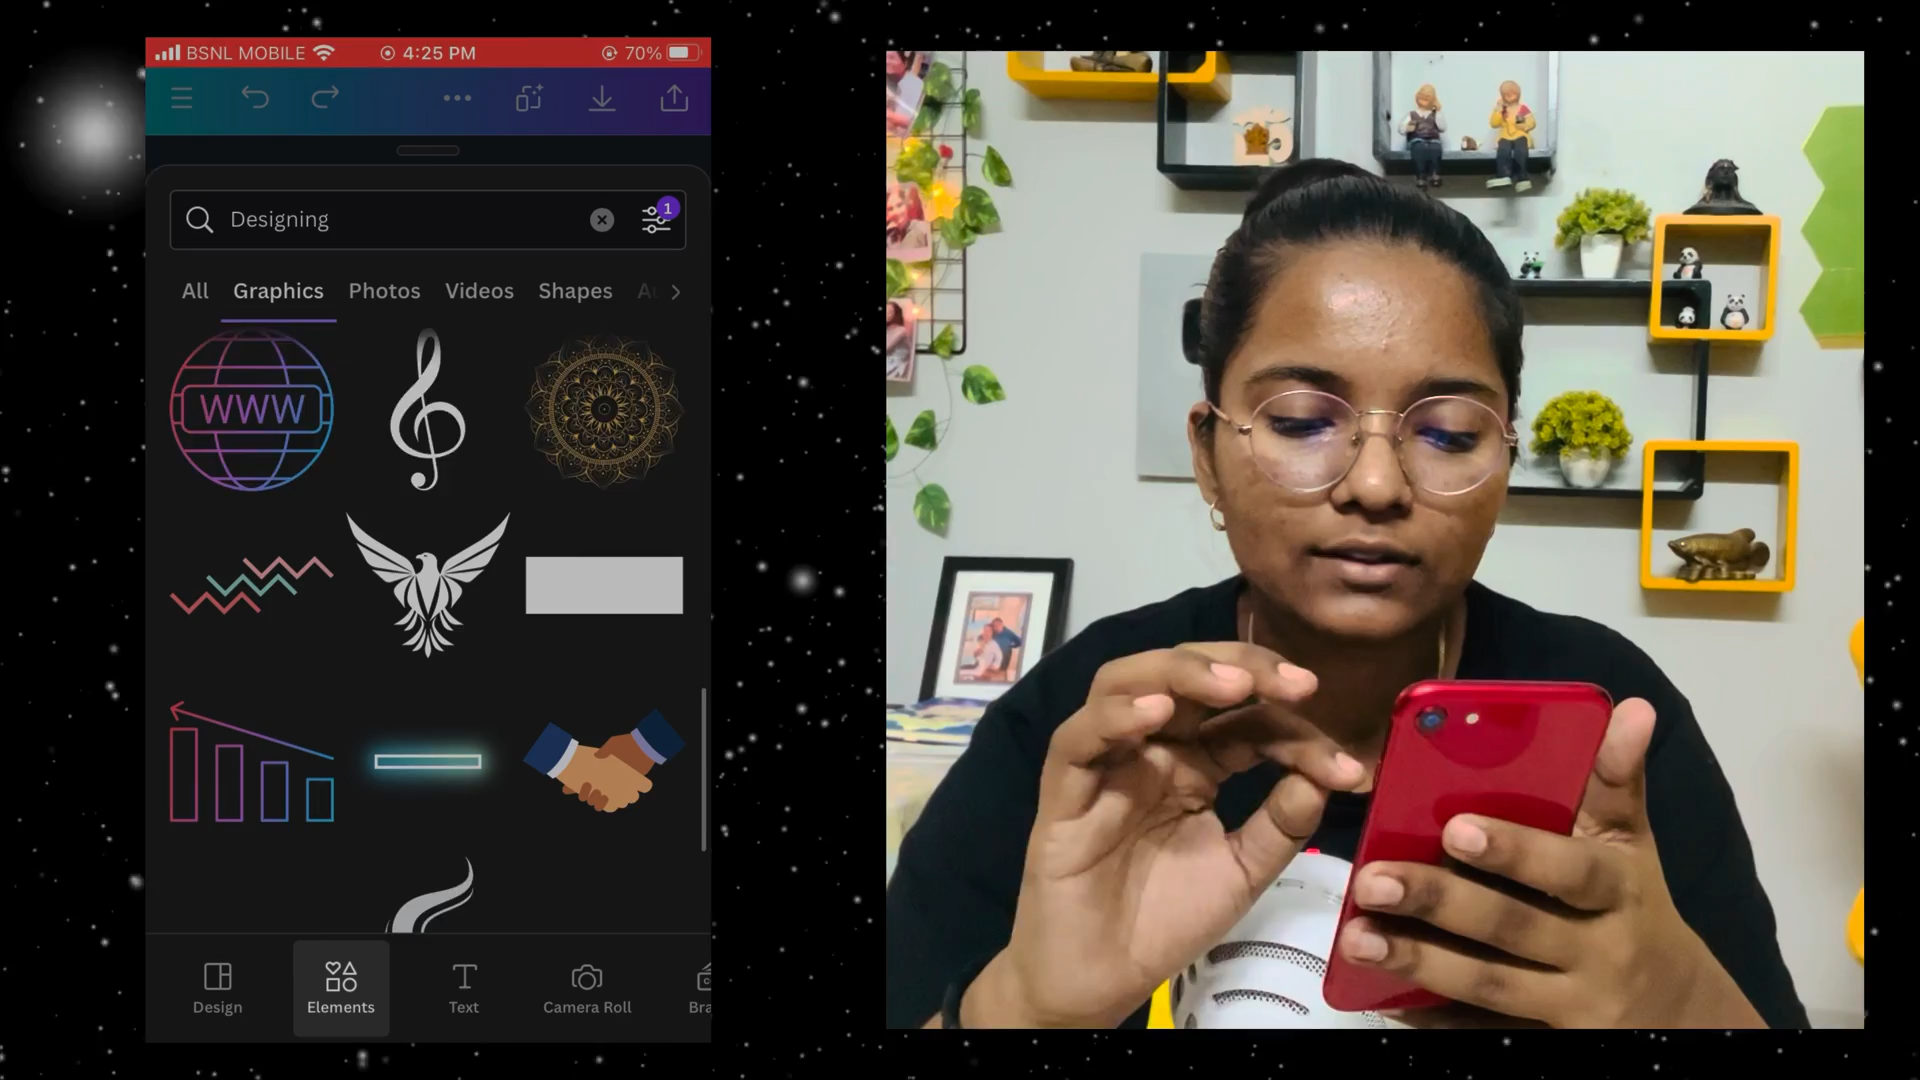 BSNL MOBILE 4:25 PM 70%
Designing 1
All Graphics Photos Videos Shapes
WWW
Design Elements Text Camera Roll